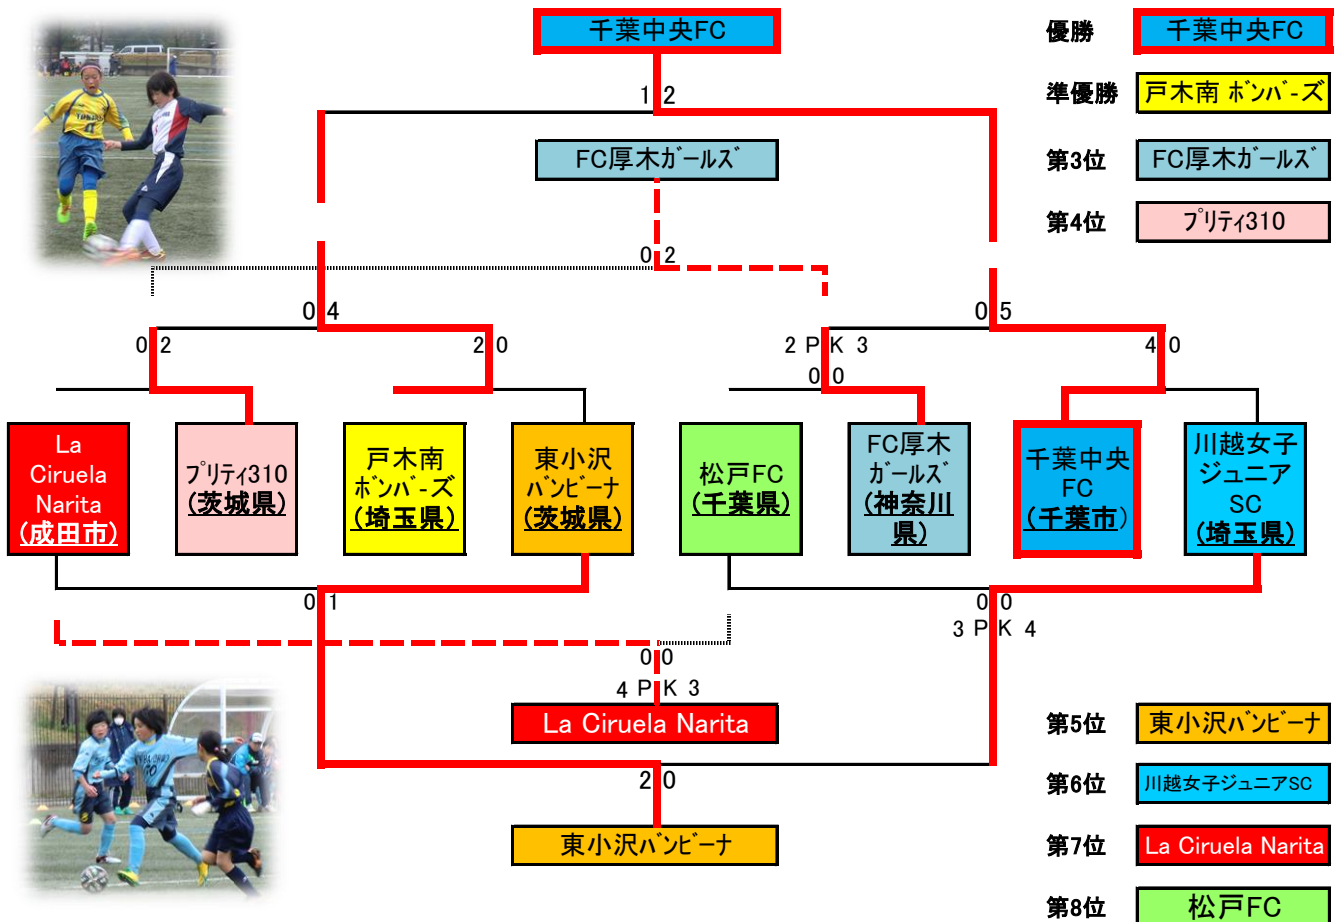 千葉中央FC
優勝 千葉中央FC
1 2
準優勝 戸木南 ﾎﾞﾝﾊﾞ-ズ
FC厚木ｶﾞｰﾙｽﾞ
第3位 FC厚木ｶﾞｰﾙｽﾞ
第4位 ﾌﾟﾘﾃｨ310
0 2
0 4
0 5
0 2
2 0
2 P K 3
4 0
0 0
La
Ciruela
Narita
(成田市)
ﾌﾟﾘﾃｨ310
(茨城県)
戸木南
ﾎﾞﾝﾊﾞ-ズ
(埼玉県)
東小沢
ﾊﾞﾝﾋﾞｰﾅ
(茨城県)
松戸FC
(千葉県)
FC厚木
ｶﾞｰﾙｽﾞ
(神奈川
県)
千葉中央
FC
(千葉市)
川越女子
ジュニア
SC
(埼玉県)
0 1
0 0
3 P K 4
0 0
4 P K 3
La Ciruela Narita
2 0
東小沢ﾊﾞﾝﾋﾞｰﾅ
第5位 東小沢ﾊﾞﾝﾋﾞｰﾅ
第6位 川越女子ジュニアSC
第7位 La Ciruela Narita
第8位 松戸FC